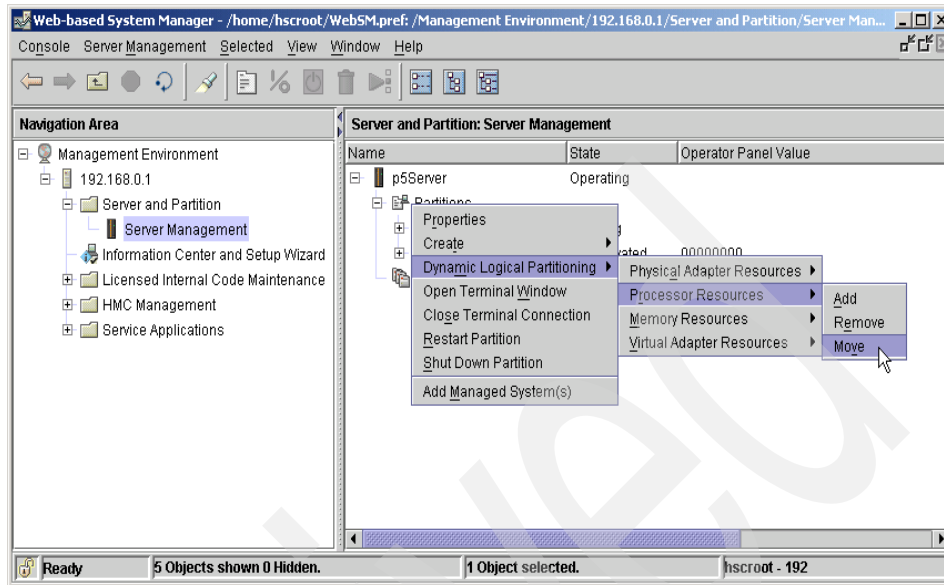 Web-based System Manager - /home/hscroot/WebSM.pref: /Management Environment/192.168.0.1/Server and Partition/Server Man...
Console Server Management Selected View Window Help
Navigation Area
Management Environment
192.168.0.1
Server and Partition
Server Management
Information Center and Setup Wizard
Licensed Internal Code Maintenance
HMC Management
Service Applications
Server and Partition: Server Management
Name State Operator Panel Value
p5Server Operating
Partitions
00000000
Properties
Create
Dynamic Logical Partitioning
Open Terminal Window
Close Terminal Connection
Restart Partition
Shut Down Partition
Add Managed System(s)
Physical Adapter Resources
Processor Resources
Memory Resources
Virtual Adapter Resources
Add
Remove
Move
Ready 5 Objects shown 0 Hidden. 1 Object selected. hscroot - 192